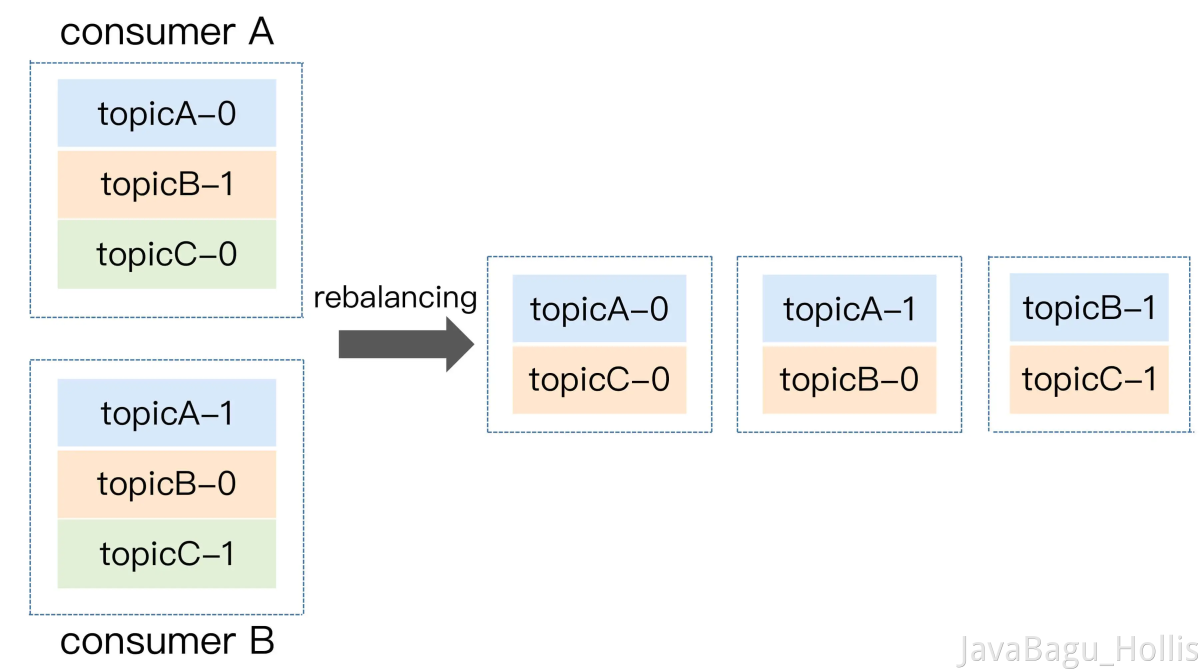 consumer A
topicA–0
topicB–1
topicC–0
topicA–1
topicB–0
topicC–1
consumer B
rebalancing
topicA–0
topicC–0
topicA–1
topicB–0
topicB–1
topicC–1
JavaBagu_Hollis